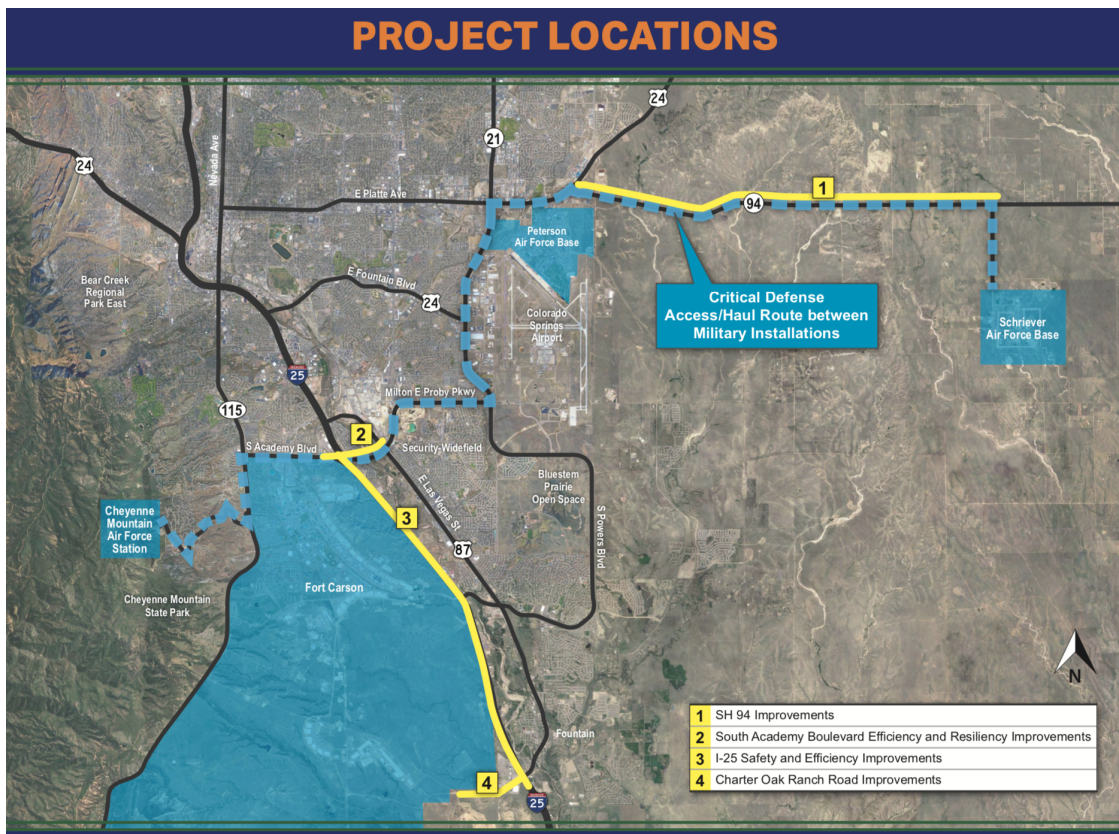 PROJECT LOCATIONS
24
21
24
Nevada Ave
E Platte Ave
1
94
Peterson
Air Force Base
Bear Creek
Regional
Park East
E Fountain Blvd
24
Critical Defense
Access/Haul Route between
Military Installations
Colorado
Springs
Airport
Schriever
Air Force Base
25
Milton E Proby Pkwy
115
2
S Academy Blvd
Security-Widefield
Bluestem
Prairie
Open Space
E Las Vegas St
Cheyenne
Mountain
Air Force
Station
3
S Powers Blvd
87
Fort Carson
Cheyenne Mountain
State Park
N
Fountain
4
25
1 SH 94 Improvements
2 South Academy Boulevard Efficiency and Resiliency Improvements
3 I-25 Safety and Efficiency Improvements
4 Charter Oak Ranch Road Improvements